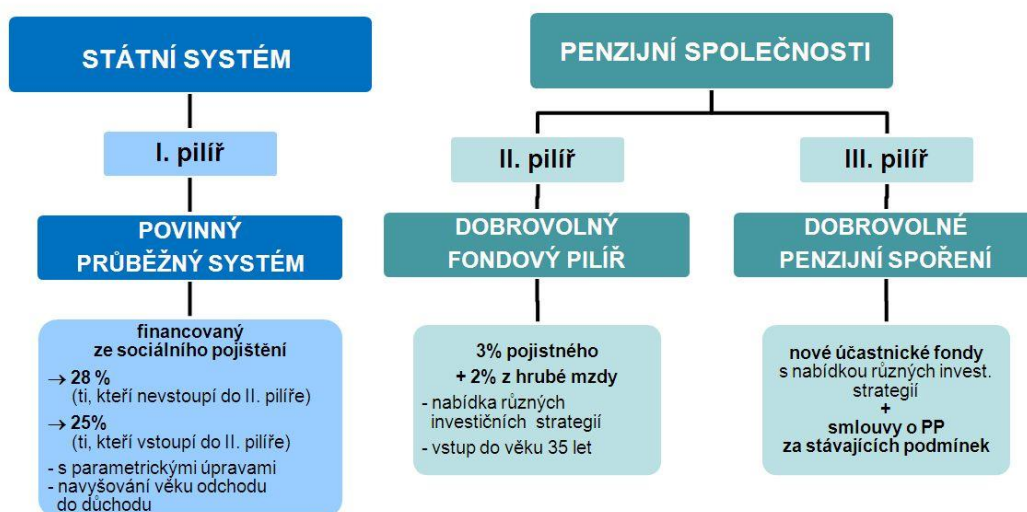 STÁTNÍ SYSTÉM
I. pilíř
POVINNÝ
PRŮBĚŽNÝ SYSTÉM
financovaný
ze sociálního pojištění
→ 28 %
(ti, kteří nevstoupí do II. pilíře)
→ 25%
(ti, kteří vstoupí do II. pilíře)
- s parametrickými úpravami
- navyšování věku odchodu
do důchodu
PENZIJNÍ SPOLEČNOSTI
II. pilíř
DOBROVOLNÝ
FONDOVÝ PILÍŘ
3% pojistného
+ 2% z hrubé mzdy
- nabídka různých
investičních strategií
- vstup do věku 35 let
III. pilíř
DOBROVOLNÉ
PENZIJNÍ SPOŘENÍ
nové účastnické fondy
s nabídkou různých invest.
strategií
+
smlouvy o PP
za stávajících podmínek